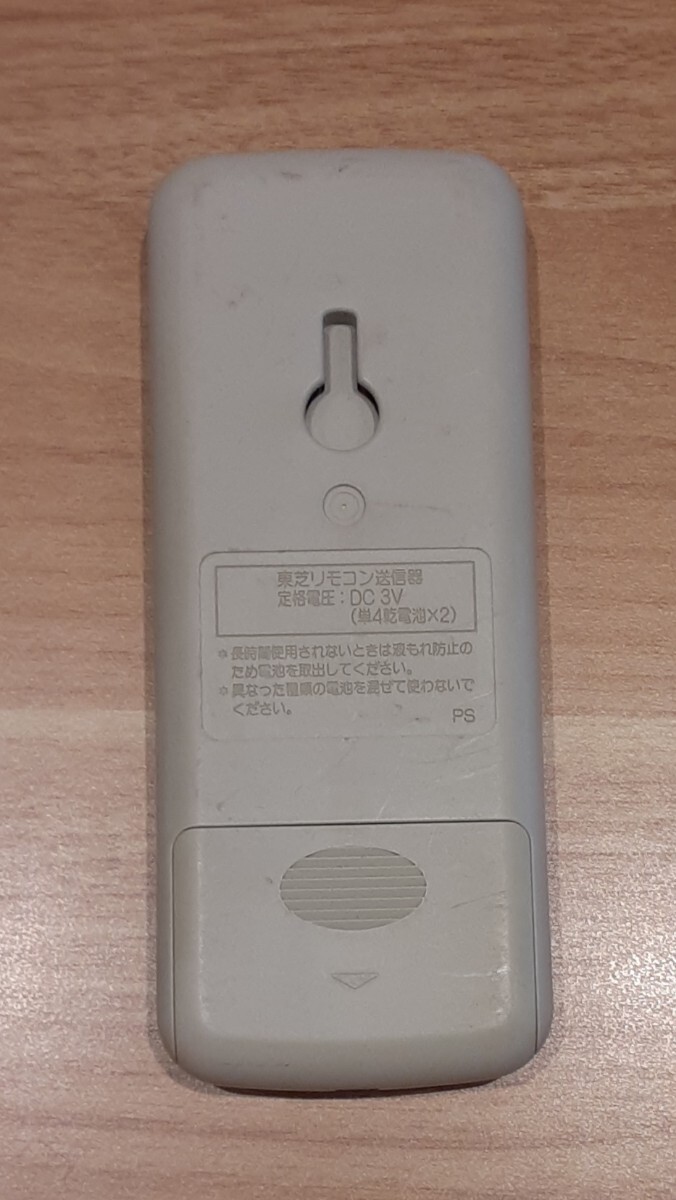 東芝リモコン送信器
定格電圧：DC 3V
(単4乾電池×2)
*長時間使用されないときは液もれ防止の
ため電池を取出してください。
*異なった種類の電池を混ぜて使わないで
ください。
PS